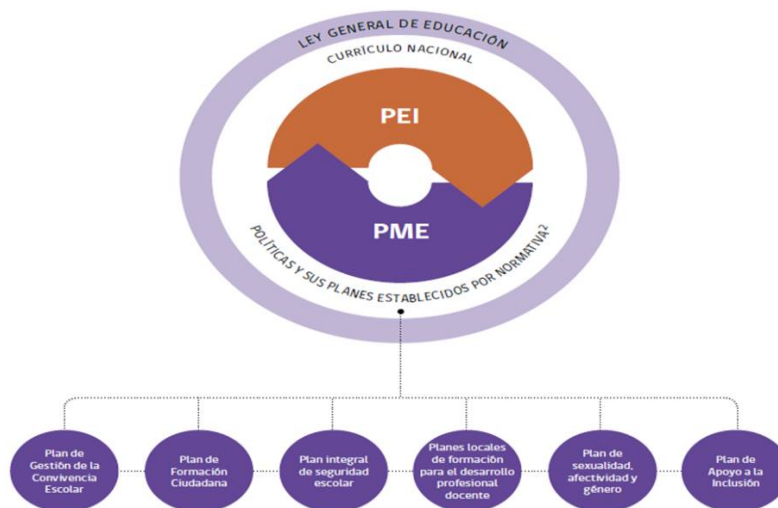 LEY GENERAL DE EDUCACIÓN
CURRÍCULO NACIONAL
PEI
PME
POLÍTICAS Y SUS PLANES ESTABLECIDOS POR NORMATIVA²
Plan de
Gestión de la
Convivencia
Escolar
Plan de
Formación
Ciudadana
Plan integral
de seguridad
escolar
Planes locales
de formación
para el desarrollo
profesional
docente
Plan de
sexualidad,
afectividad y
género
Plan de
Apoyo a la
Inclusión